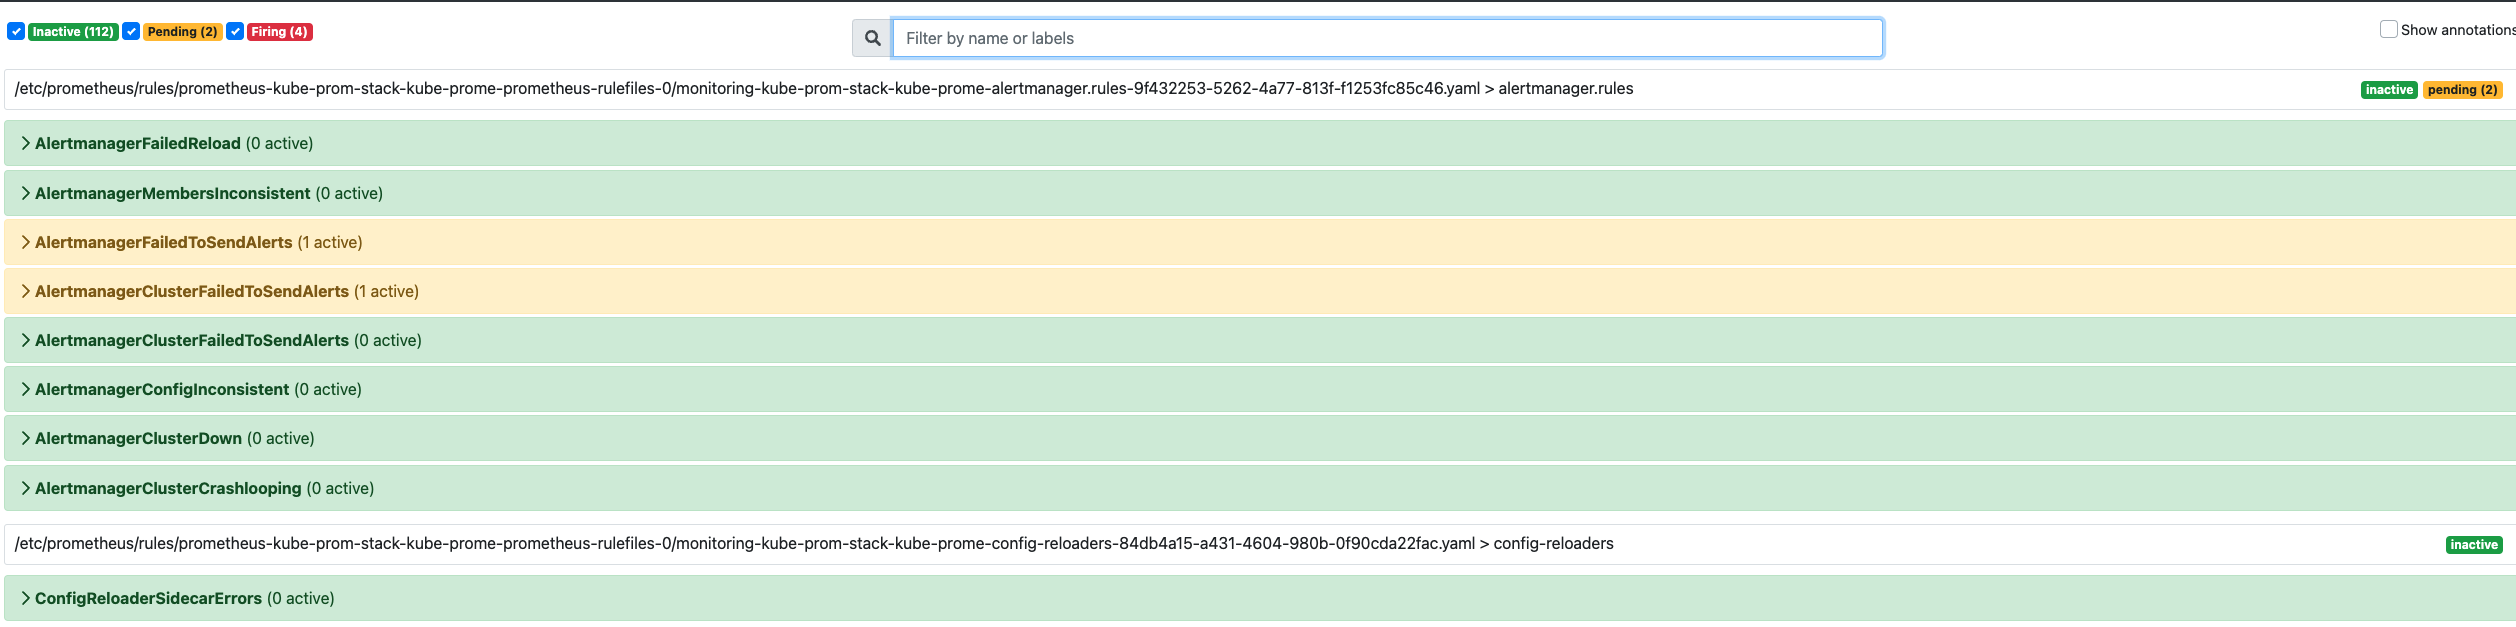 Inactive (112) Pending (2) Firing (4) Filter by name or labels Show annotations
/etc/prometheus/rules/prometheus-kube-prom-stack-kube-prome-prometheus-rulefiles-0/monitoring-kube-prom-stack-kube-prome-alertmanager.rules-9f432253-5262-4a77-813f-f1253fc85c46.yaml > alertmanager.rules inactive pending (2)
AlertmanagerFailedReload (0 active)
AlertmanagerMembersInconsistent (0 active)
AlertmanagerFailedToSendAlerts (1 active)
AlertmanagerClusterFailedToSendAlerts (1 active)
AlertmanagerClusterFailedToSendAlerts (0 active)
AlertmanagerConfigInconsistent (0 active)
AlertmanagerClusterDown (0 active)
AlertmanagerClusterCrashlooping (0 active)
/etc/prometheus/rules/prometheus-kube-prom-stack-kube-prome-prometheus-rulefiles-0/monitoring-kube-prom-stack-kube-prome-config-reloaders-84db4a15-a431-4604-980b-0f90cda22fac.yaml > config-reloaders inactive
ConfigReloaderSidecarErrors (0 active)